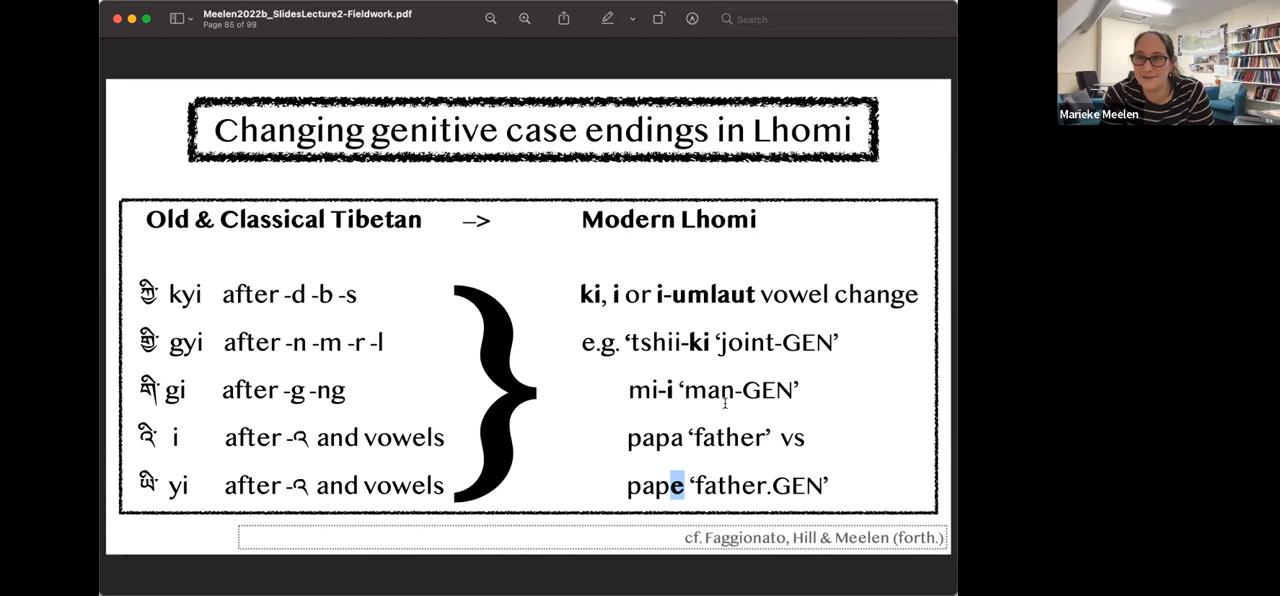 Meelen2022b_SlidesLecture2-Fieldwork.pdf
Page 85 of 99
Search
Marieke Meelen
Changing genitive case endings in Lhomi
Old & Classical Tibetan –> Modern Lhomi
ཀྱི་ kyi after -d -b -s
གྱི་ gyi after -n -m -r -l
གི་ gi after -g -ng
འི་ i after -འ and vowels
ཡི་ yi after -འ and vowels
ki, i or i-umlaut vowel change
e.g. ‘tshii-ki ‘joint-GEN’
mi-i ‘man-GEN’
papa ‘father’ vs
pape ‘father.GEN’
cf. Faggionato, Hill & Meelen (forth.)